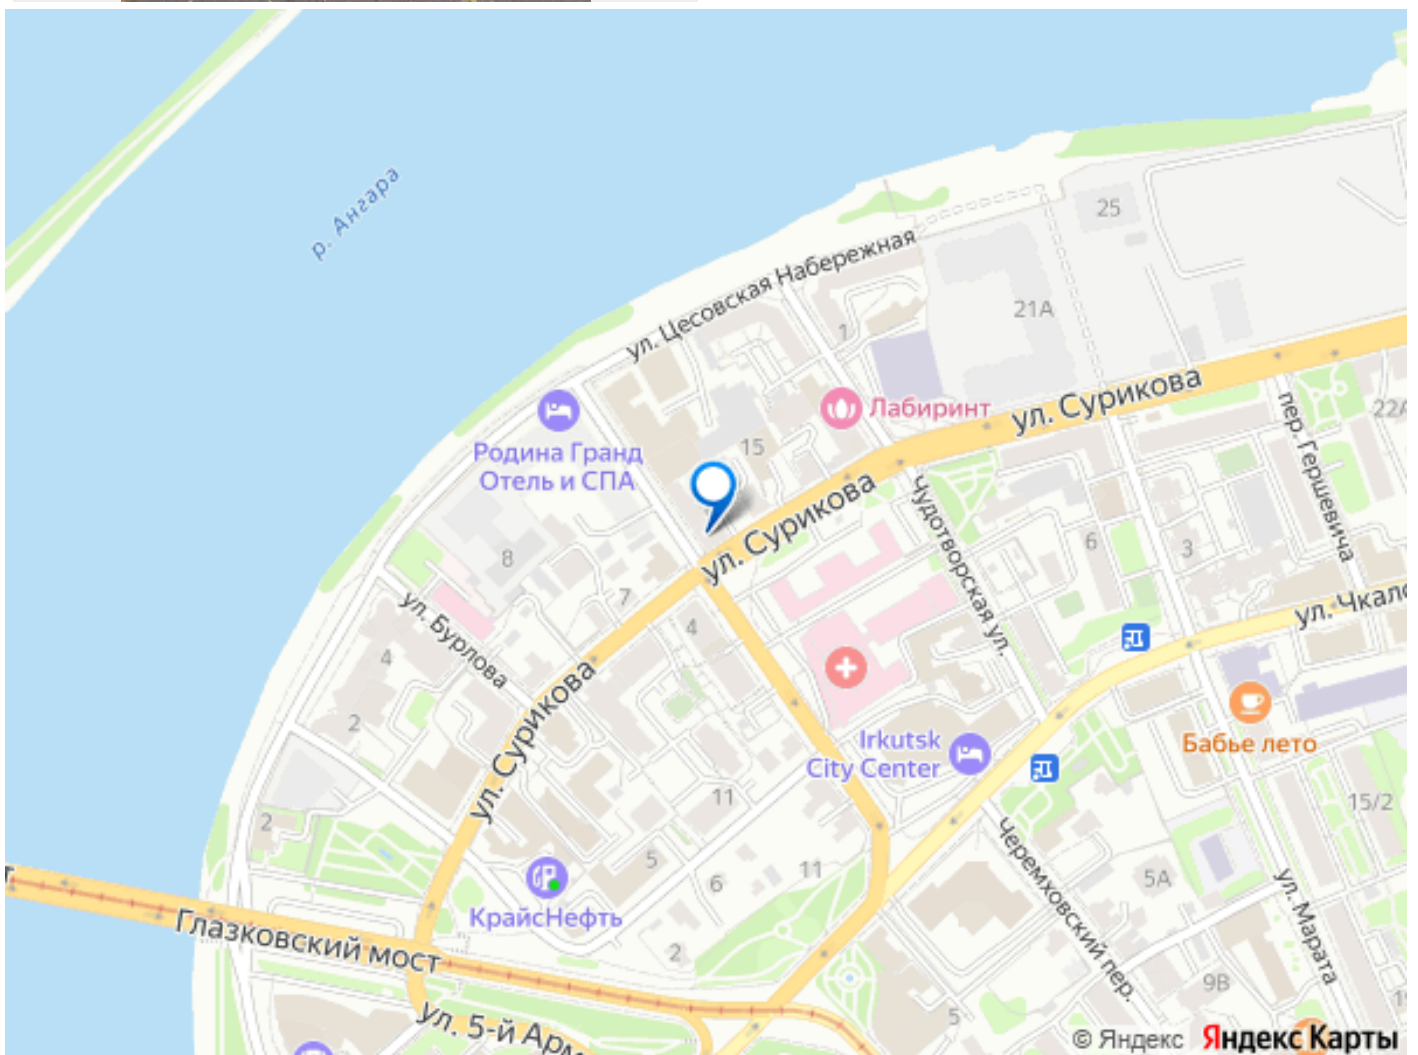 р. Ангара
25
ул. Цесовская Набережная
21А
1
ул. Сурикова
Лабиринт
пер. Гершевича
22А
15
Родина Гранд
Отель и СПА
ул. Сурикова
Чудотворская ул.
6
3
8
7
ул. Бурлова
4
4
ул. Чкало
2
ул. Сурикова
Irkutsk
City Center
Бабье лето
11
15/2
2
Черемховский пер.
5
6
11
5А
ул. Марата
КрайсНефть
Глазковский мост
2
9В
5
ул. 5-й Арм
© Яндекс Яндекс Карты